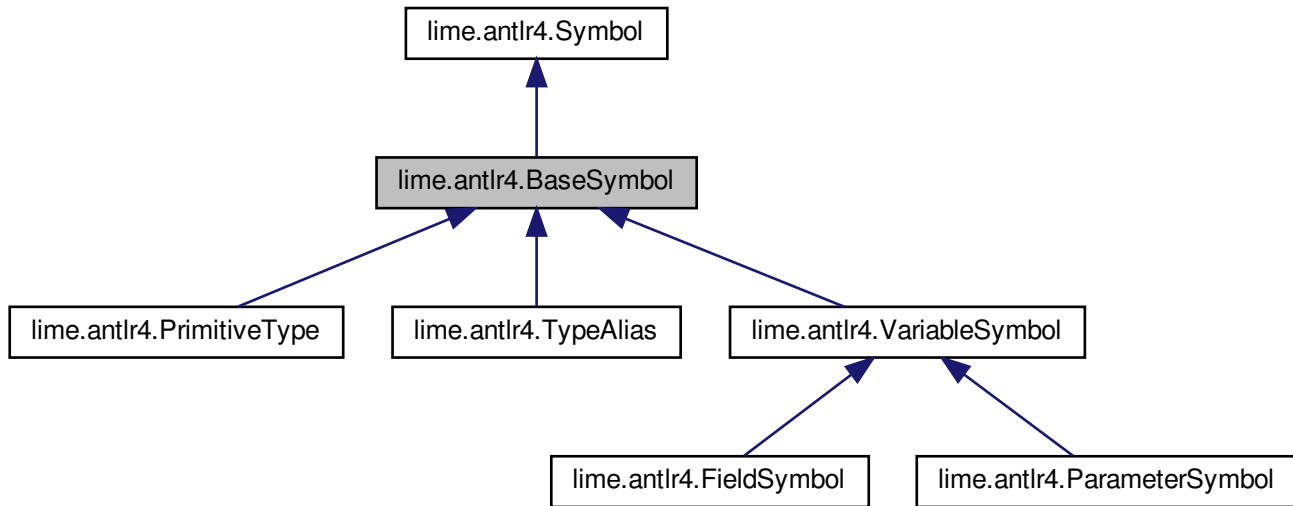 lime.antlr4.Symbol
lime.antlr4.BaseSymbol
lime.antlr4.PrimitiveType
lime.antlr4.TypeAlias
lime.antlr4.VariableSymbol
lime.antlr4.FieldSymbol
lime.antlr4.ParameterSymbol